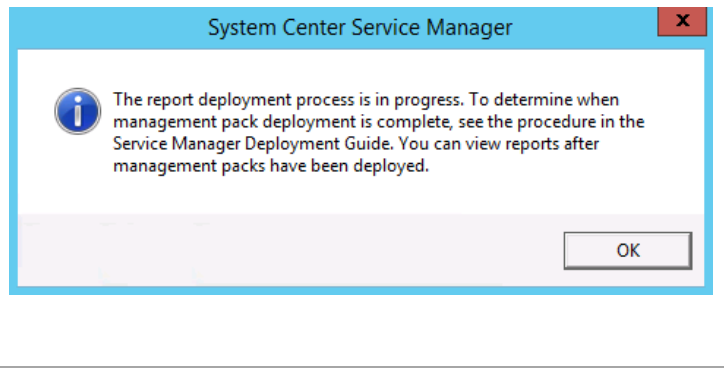 System Center Service Manager
x
The report deployment process is in progress. To determine when
management pack deployment is complete, see the procedure in the
Service Manager Deployment Guide. You can view reports after
management packs have been deployed.
OK